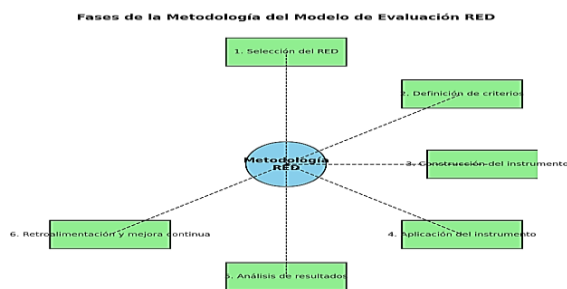 Fases de la Metodología del Modelo de Evaluación RED
1. Selección del RED
2. Definición de criterios
Metodología
RED
3. Construcción del instrumento
6. Retroalimentación y mejora continua
4. Aplicación del instrumento
5. Análisis de resultados